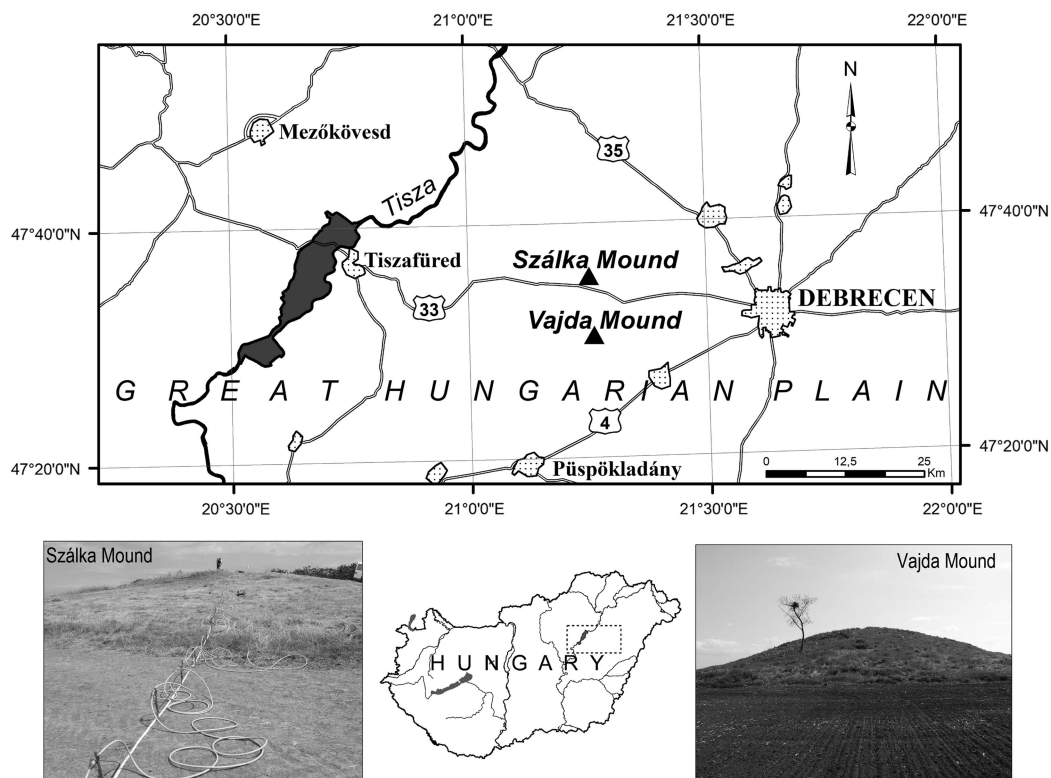 20°30'0"E
21°0'0"E
21°30'0"E
22°0'0"E
N
Mezőkövesd
35
Tisza
47°40'0"N
47°40'0"N
Tiszafüred
Szálka Mound
33
DEBRECEN
Vajda Mound
GREAT HUNGARIAN PLAIN
4
47°20'0"N
47°20'0"N
Püspökladány
0
12,5
25
Km
20°30'0"E
21°0'0"E
21°30'0"E
22°0'0"E
Szálka Mound
Vajda Mound
HUNGARY